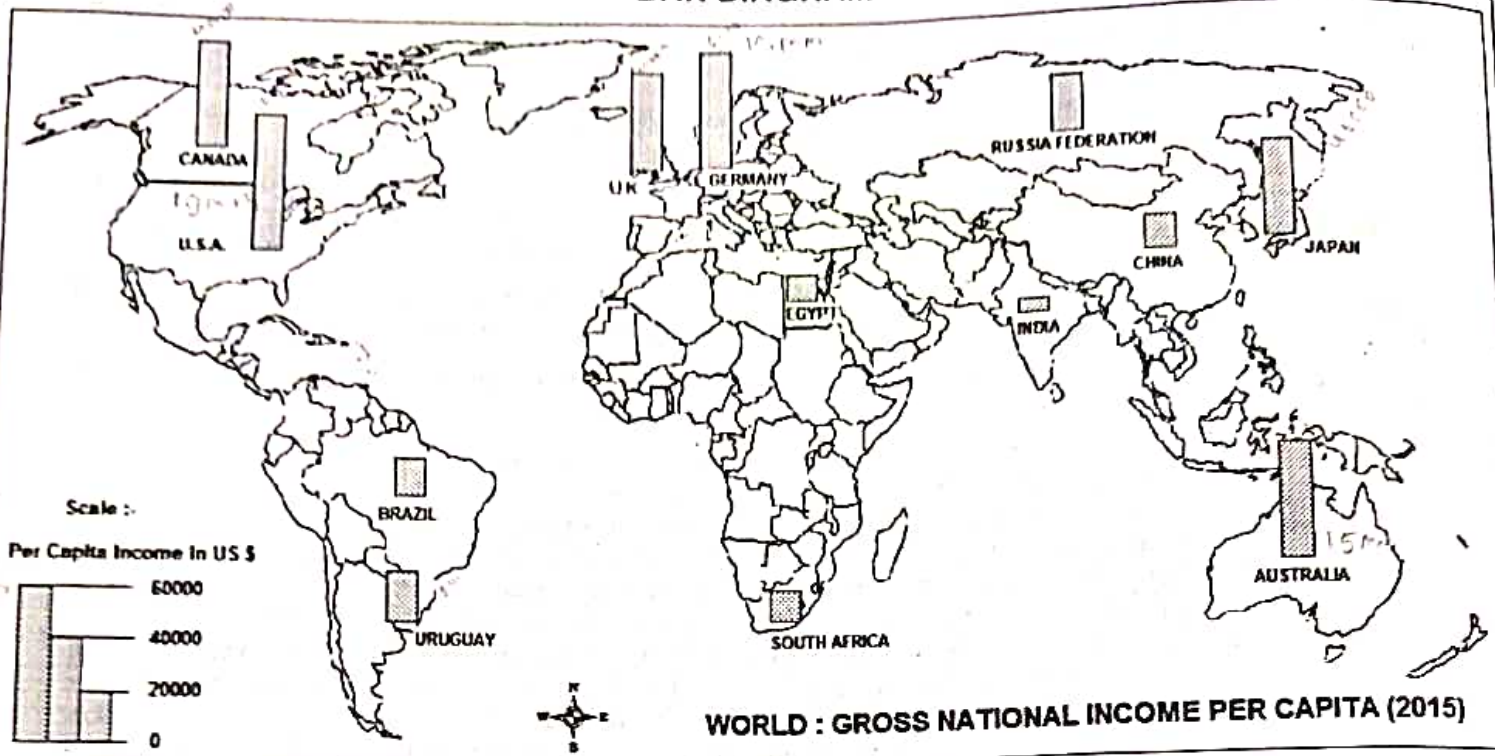 CANADA
U.S.A.
UK
GERMANY
RUSSIA FEDERATION
JAPAN
CHINA
EGYPT
INDIA
BRAZIL
URUGUAY
SOUTH AFRICA
AUSTRALIA
Scale :-
Per Capita Income in US $
60000
40000
20000
0
N
W E
S
WORLD : GROSS NATIONAL INCOME PER CAPITA (2015)